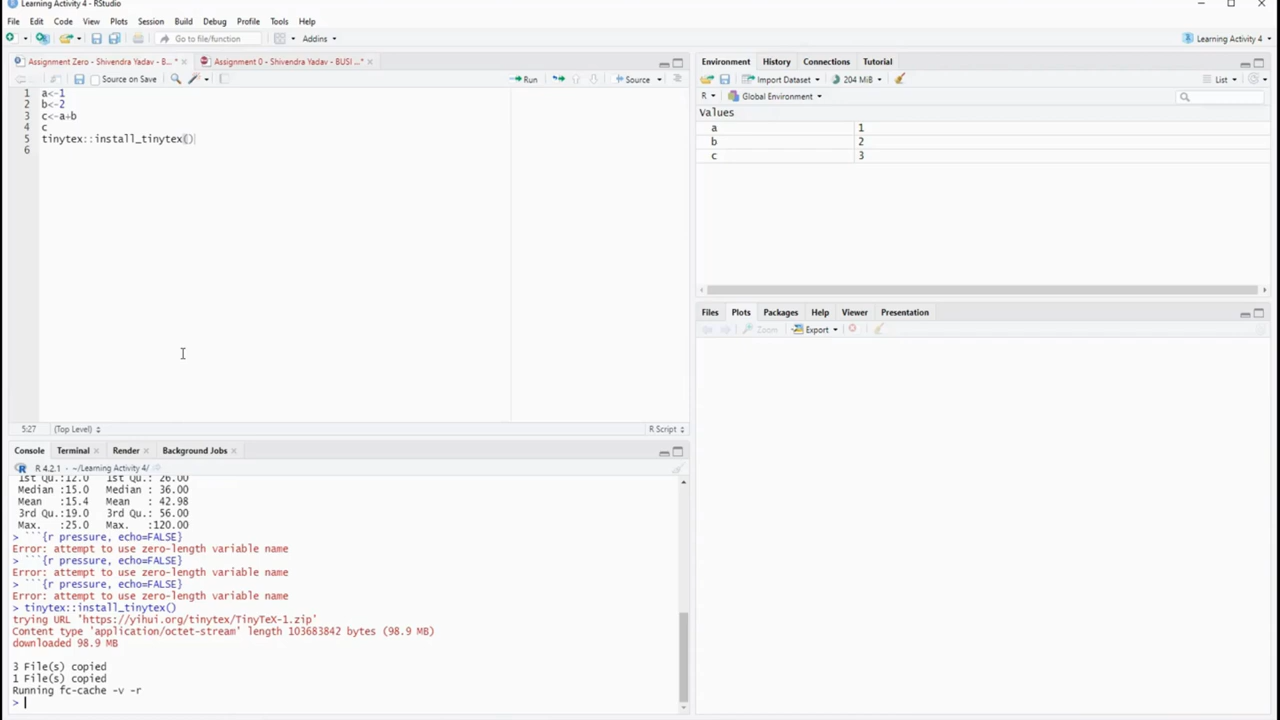 Learning Activity 4 - RStudio
File Edit Code View Plots Session Build Debug Profile Tools Help
Go to file/function Addins Learning Activity 4
Assignment Zero - Shivendra Yadav - B... * Assignment 0 - Shivendra Yadav - BUSI ...*
Source on Save Run Source
1 a<-1
2 b<-2
3 c<-a+b
4 c
5 tinytex::install_tinytex()
6
5:27 (Top Level) R Script
Environment History Connections Tutorial
Import Dataset 204 MiB List
R Global Environment
Values
a 1
b 2
c 3
Files Plots Packages Help Viewer Presentation
Zoom Export
Console Terminal Render Background Jobs
R 4.2.1 · ~/Learning Activity 4/
1st Qu.:12.0 1st Qu.: 26.00
Median :15.0 Median : 36.00
Mean :15.4 Mean : 42.98
3rd Qu.:19.0 3rd Qu.: 56.00
Max. :25.0 Max. :120.00
> ```{r pressure, echo=FALSE}
Error: attempt to use zero-length variable name
> ```{r pressure, echo=FALSE}
Error: attempt to use zero-length variable name
> ```{r pressure, echo=FALSE}
Error: attempt to use zero-length variable name
> tinytex::install_tinytex()
trying URL 'https://yihui.org/tinytex/TinyTeX-1.zip'
Content type 'application/octet-stream' length 103683842 bytes (98.9 MB)
downloaded 98.9 MB
3 File(s) copied
1 File(s) copied
Running fc-cache -v -r
>